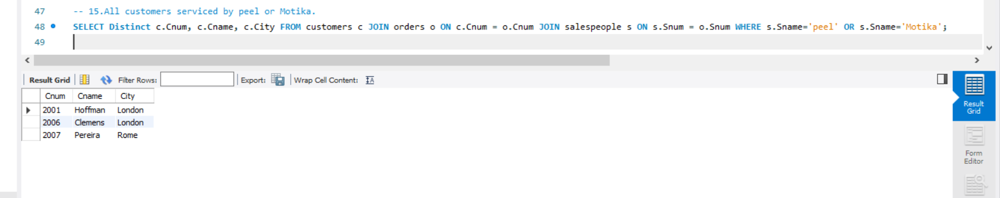 47 -- 15.All customers serviced by peel or Motika.
48 SELECT Distinct c.Cnum, c.Cname, c.City FROM customers c JOIN orders o ON c.Cnum = o.Cnum JOIN salespeople s ON s.Snum = o.Snum WHERE s.Sname='peel' OR s.Sname='Motika';
49
Result Grid Filter Rows: Export: Wrap Cell Content: IA
Cnum Cname City
2001 Hoffman London
2006 Clemens London
2007 Pereira Rome
Result
Grid
Form
Editor